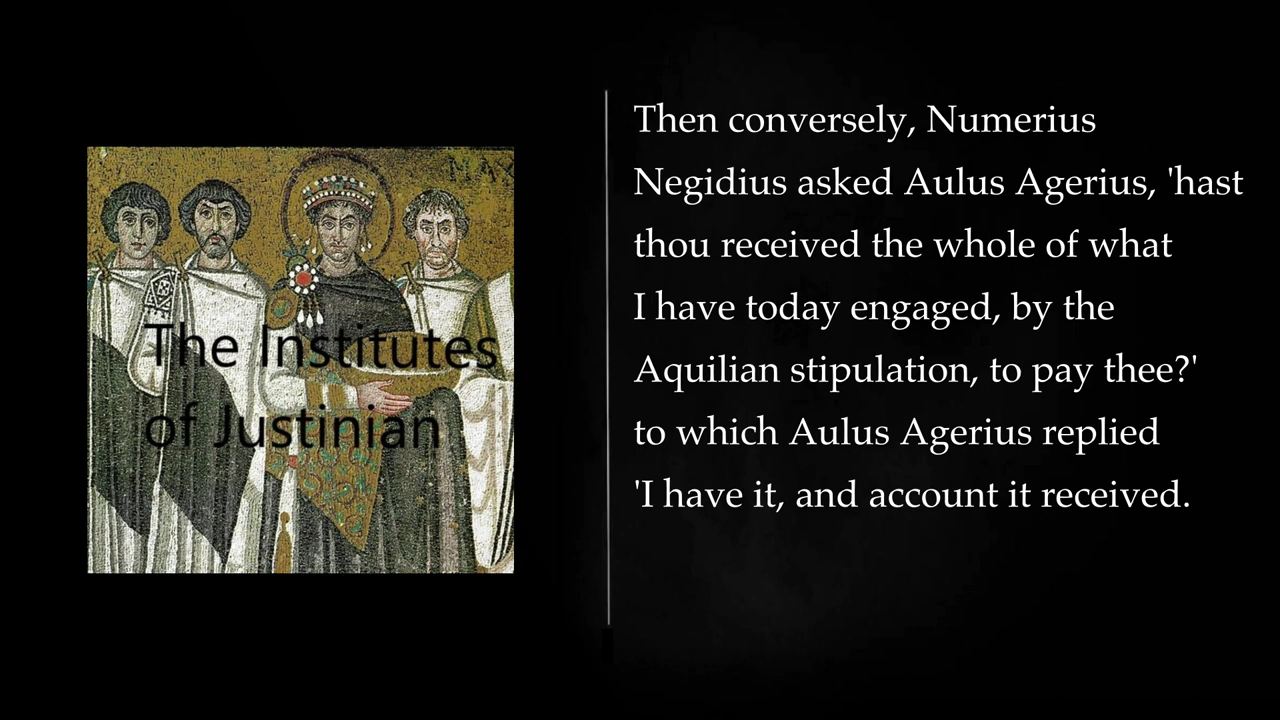 MAX
The Institutes
of Justinian
Then conversely, Numerius
Negidius asked Aulus Agerius, 'hast
thou received the whole of what
I have today engaged, by the
Aquilian stipulation, to pay thee?'
to which Aulus Agerius replied
'I have it, and account it received.